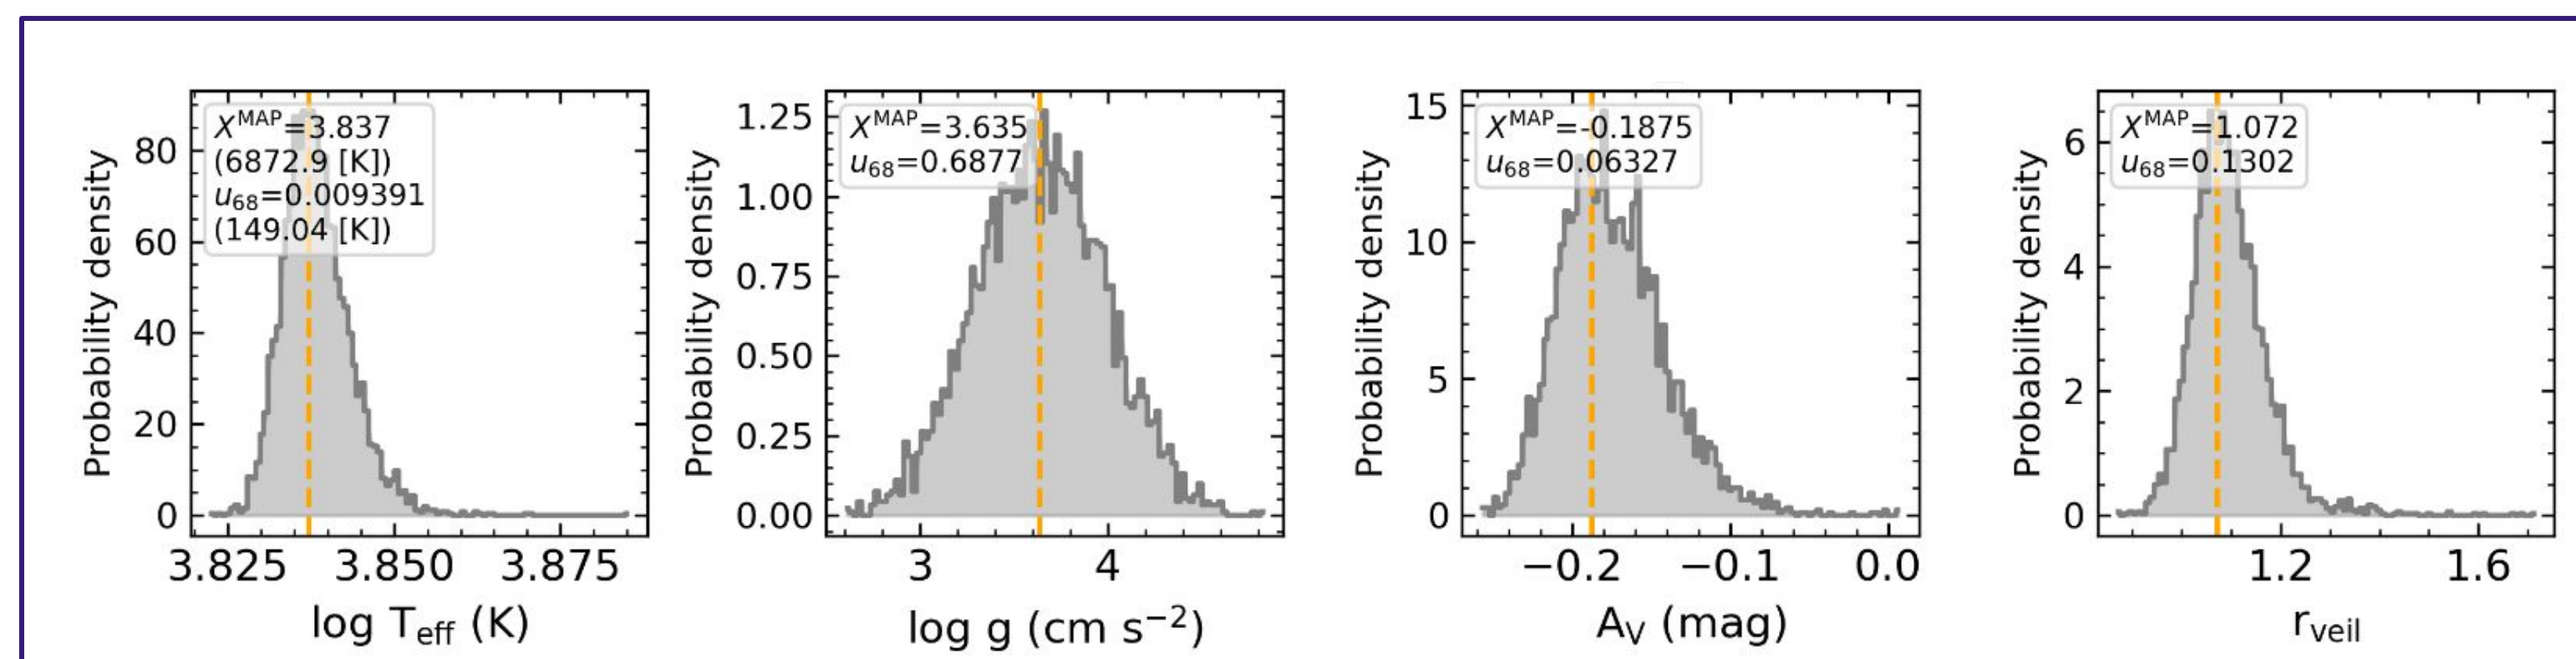 Probability density
80
60
40
20
0
X^MAP=3.837
(6872.9 [K])
u₆₈=0.009391
(149.04 [K])
3.825 3.850 3.875
log T_eff (K)
Probability density
1.25
1.00
0.75
0.50
0.25
0.00
X^MAP=3.635
u₆₈=0.6877
3 4
log g (cm s⁻²)
Probability density
15
10
5
0
X^MAP=-0.1875
u₆₈=0.06327
−0.2 −0.1 0.0
A_V (mag)
Probability density
6
4
2
0
X^MAP=1.072
u₆₈=0.1302
1.2 1.6
r_veil